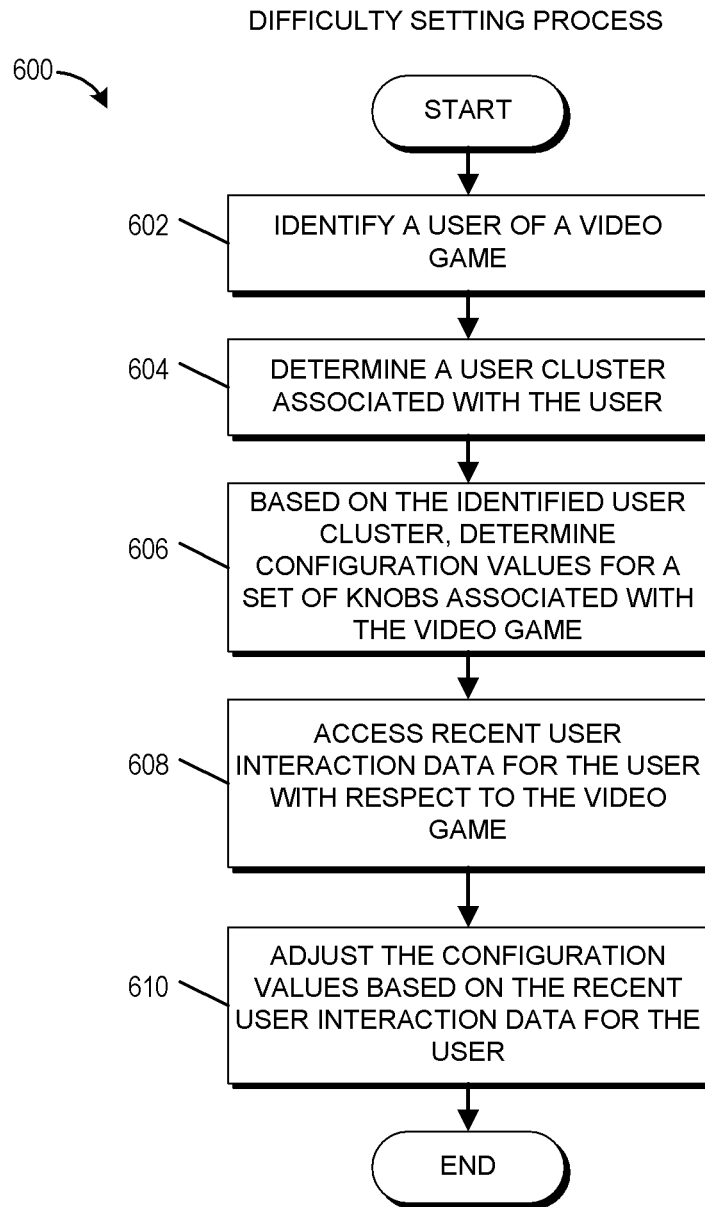 DIFFICULTY SETTING PROCESS
600
START
602
IDENTIFY A USER OF A VIDEO
GAME
604
DETERMINE A USER CLUSTER
ASSOCIATED WITH THE USER
606
BASED ON THE IDENTIFIED USER
CLUSTER, DETERMINE
CONFIGURATION VALUES FOR A
SET OF KNOBS ASSOCIATED WITH
THE VIDEO GAME
608
ACCESS RECENT USER
INTERACTION DATA FOR THE USER
WITH RESPECT TO THE VIDEO
GAME
610
ADJUST THE CONFIGURATION
VALUES BASED ON THE RECENT
USER INTERACTION DATA FOR THE
USER
END